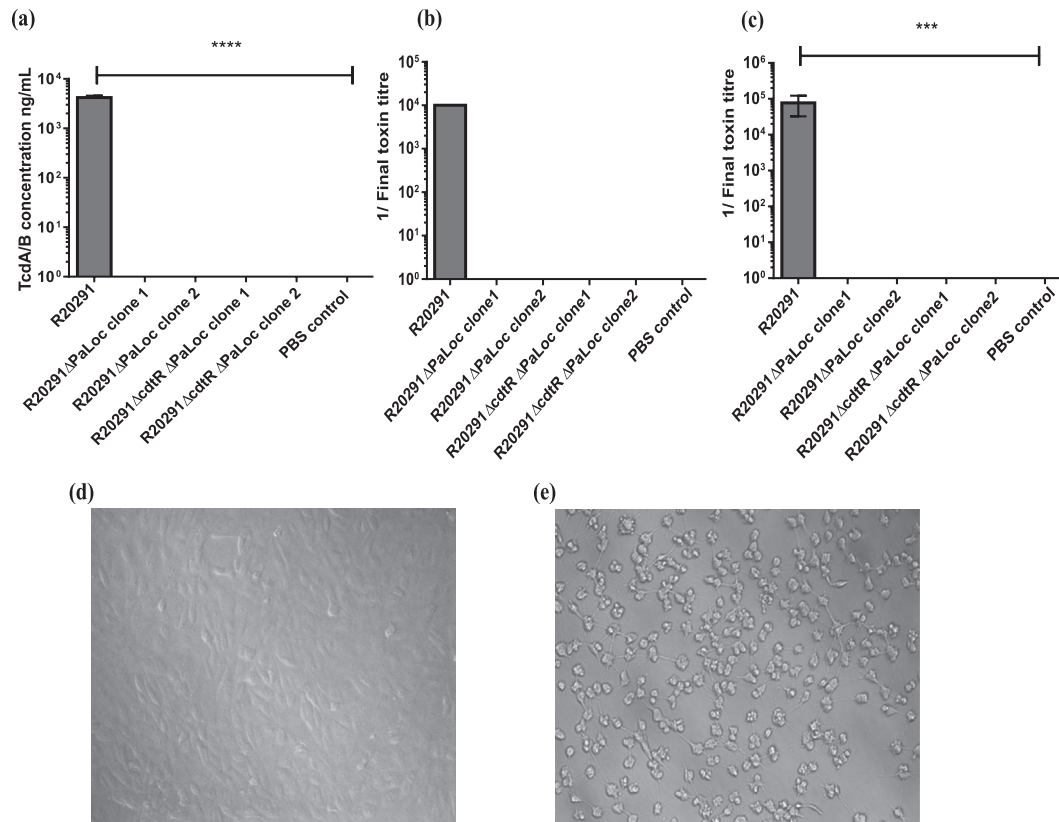 (a)
****
TcdA/B concentration ng/mL
10⁴
10³
10²
10¹
10⁰
R20291
R20291ΔPaLoc clone 1
R20291 ΔPaLoc clone 2
R20291ΔcdtR ΔPaLoc clone 1
R20291ΔcdtR ΔPaLoc clone 2
PBS control
(b)
1/ Final toxin titre
10⁶
10⁵
10⁴
10³
10²
10¹
10⁰
R20291
R20291ΔPaLoc clone1
R20291ΔPaLoc clone2
R20291ΔcdtR ΔPaLoc clone1
R20291ΔcdtR ΔPaLoc clone2
(c)
***
1/ Final toxin titre
10⁶
10⁵
10⁴
10³
10²
10¹
10⁰
R20291
R20291ΔPaLoc clone1
R20291ΔPaLoc clone2
R20291ΔcdtR ΔPaLoc clone1
R20291 ΔcdtR ΔPaLoc clone2
PBS control
(d)
(e)